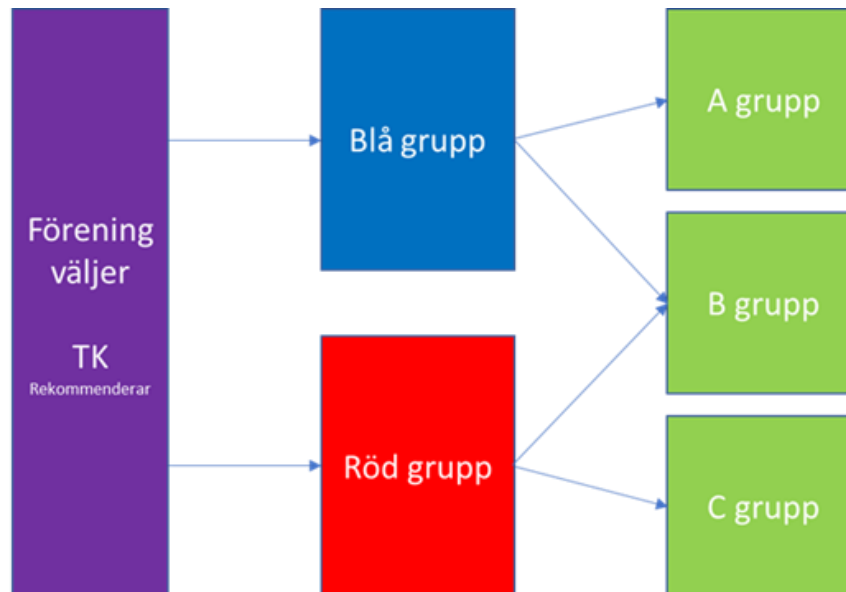 Förening
väljer
TK
Rekommenderar
Blå grupp
Röd grupp
A grupp
B grupp
C grupp